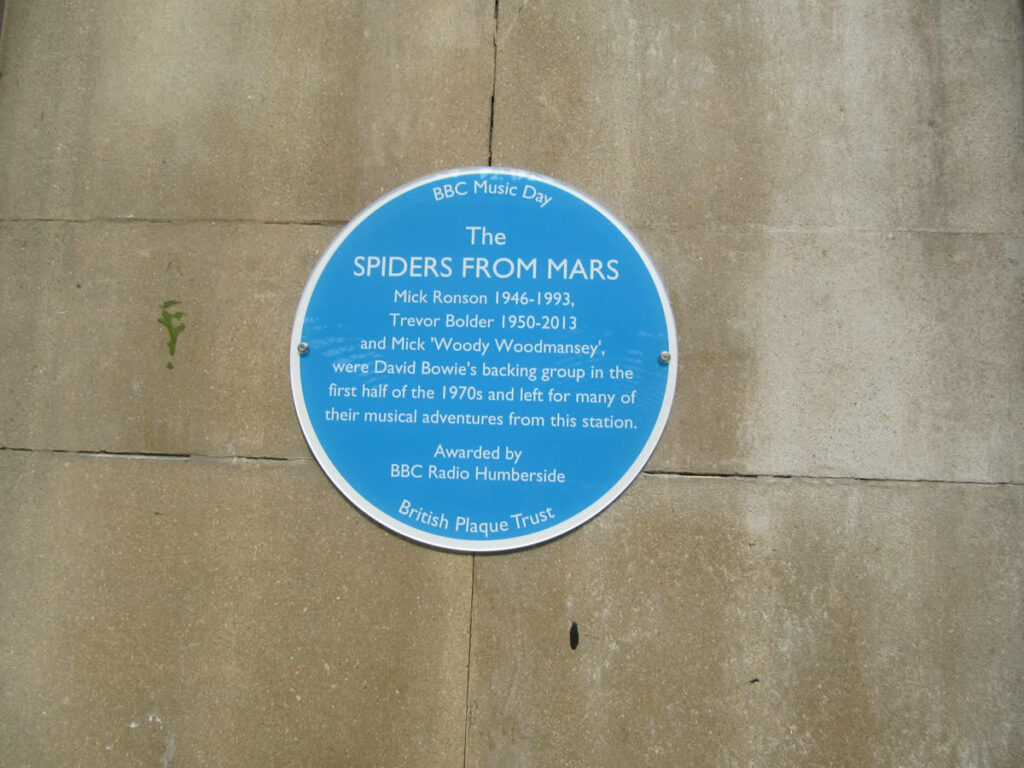 BBC Music Day
The
SPIDERS FROM MARS
Mick Ronson 1946-1993,
Trevor Bolder 1950-2013
and Mick 'Woody Woodmansey',
were David Bowie's backing group in the
first half of the 1970s and left for many of
their musical adventures from this station.
Awarded by
BBC Radio Humberside
British Plaque Trust